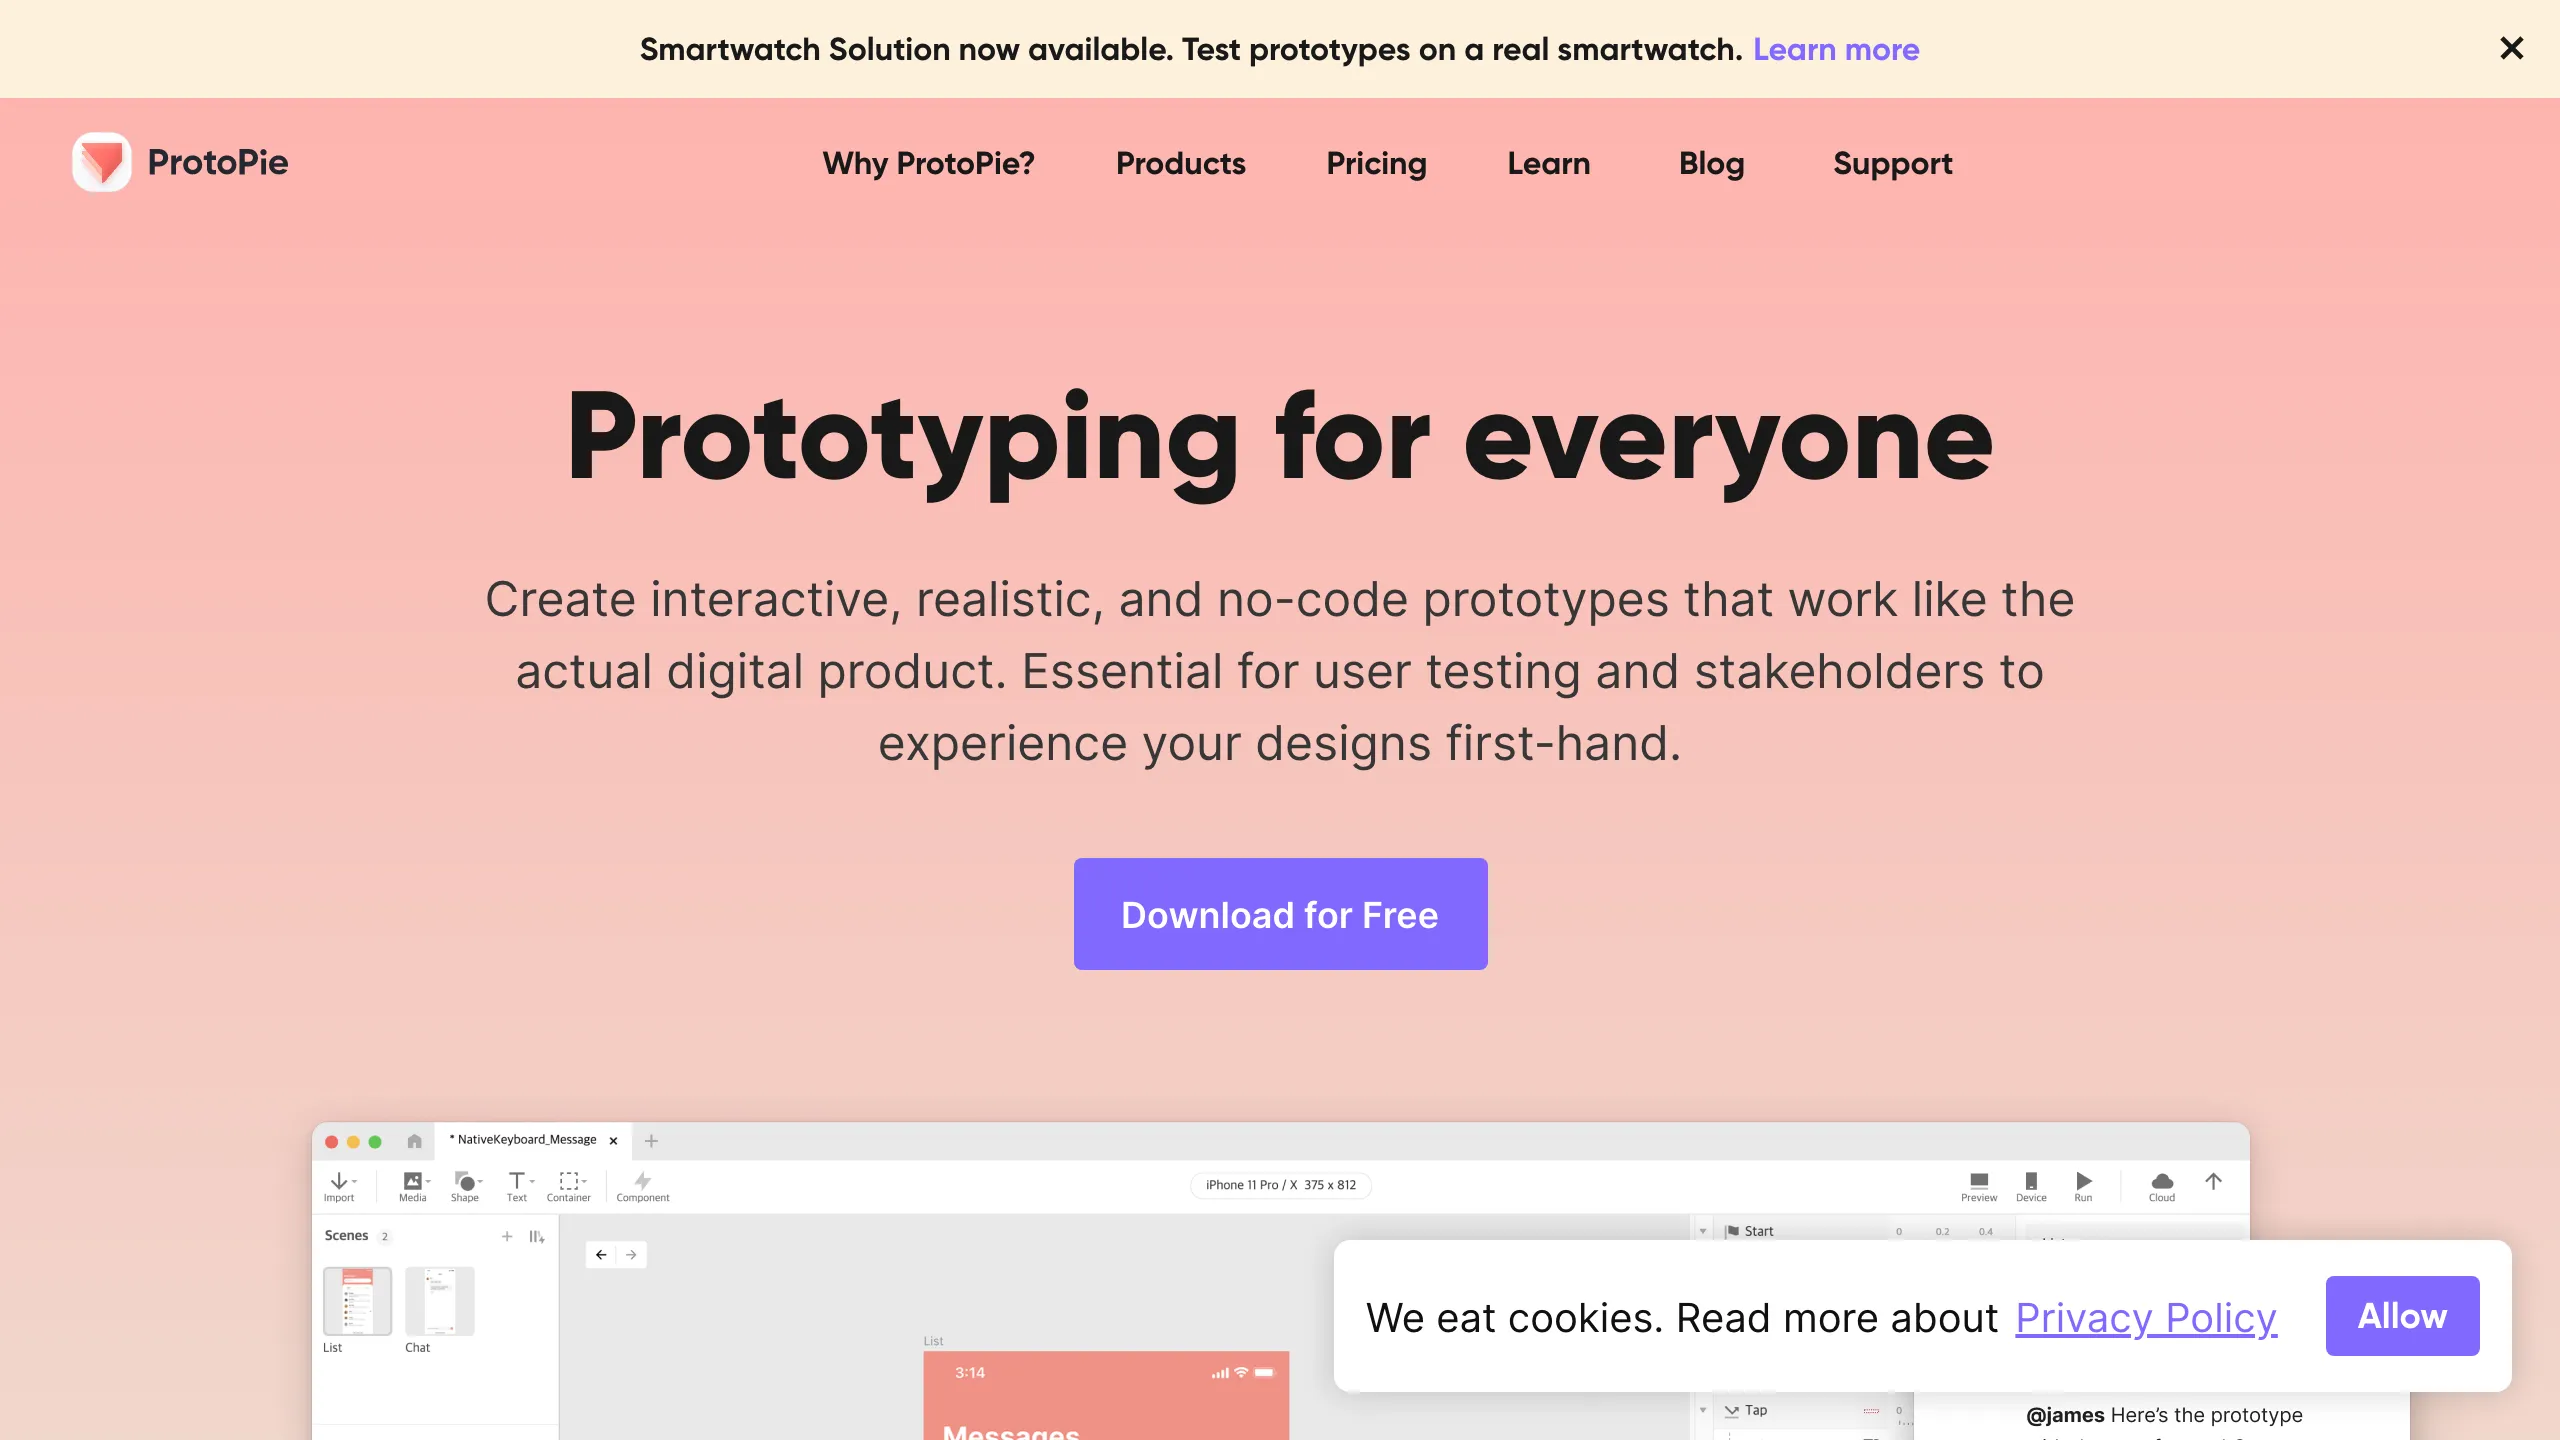 Smartwatch Solution now available. Test prototypes on a real smartwatch. Learn more
ProtoPie
Why ProtoPie? Products Pricing Learn Blog Support
Prototyping for everyone
Create interactive, realistic, and no-code prototypes that work like the
actual digital product. Essential for user testing and stakeholders to
experience your designs first-hand.
Download for Free
* NativeKeyboard_Message
Import Media Shape Text Container Component
iPhone 11 Pro / X 375 x 812
Preview Device Run Cloud
Scenes 2
List Chat
List
3:14
Messages
Start 0 0.2 0.4
Tap 0
We eat cookies. Read more about Privacy Policy
Allow
@james Here’s the prototype